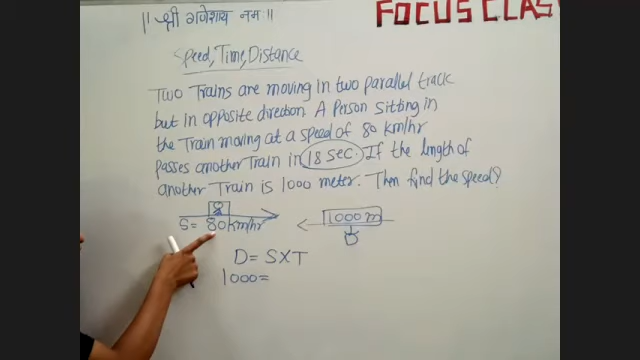 || श्री गणेशाय नमः ||
FOCUS CLAS
Speed, Time, Distance
Two Trains are moving in two parallel track
but in opposite direction. A Person sitting in
the Train moving at a speed of 80 km/hr
passes another Train in 18 sec. If the length of
another Train is 1000 meter. Then find the speed?
S= 80km/hr
1000 m
D= S×T
1000=